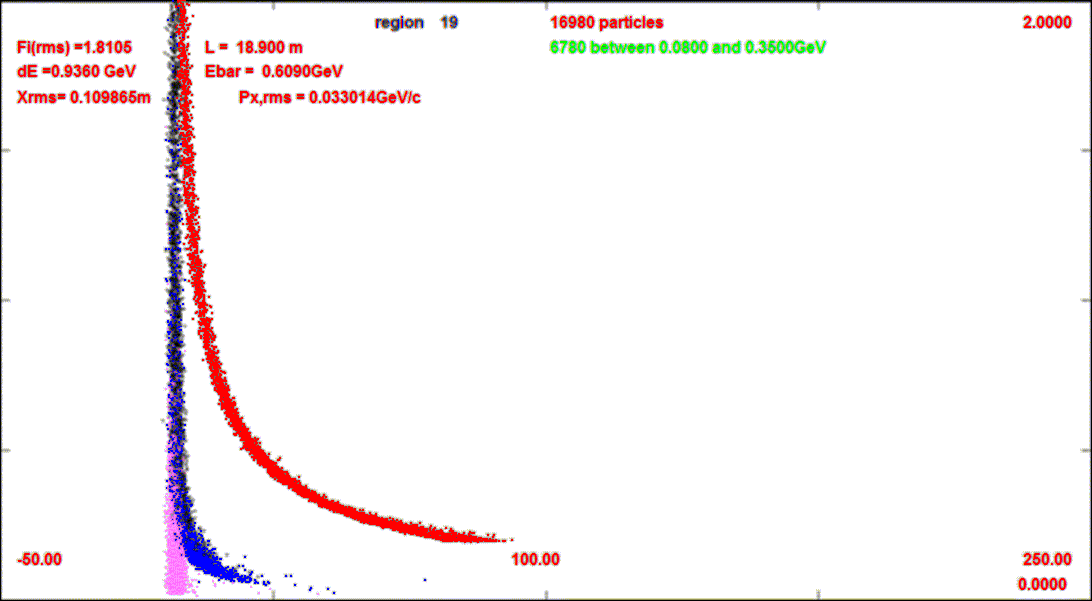 region 19 16980 particles 2.0000
Fi(rms) =1.8105 L = 18.900 m 6780 between 0.0800 and 0.3500GeV
dE =0.9360 GeV Ebar = 0.6090GeV
Xrms= 0.109865m Px,rms = 0.033014GeV/c
-50.00 100.00 250.00
0.0000